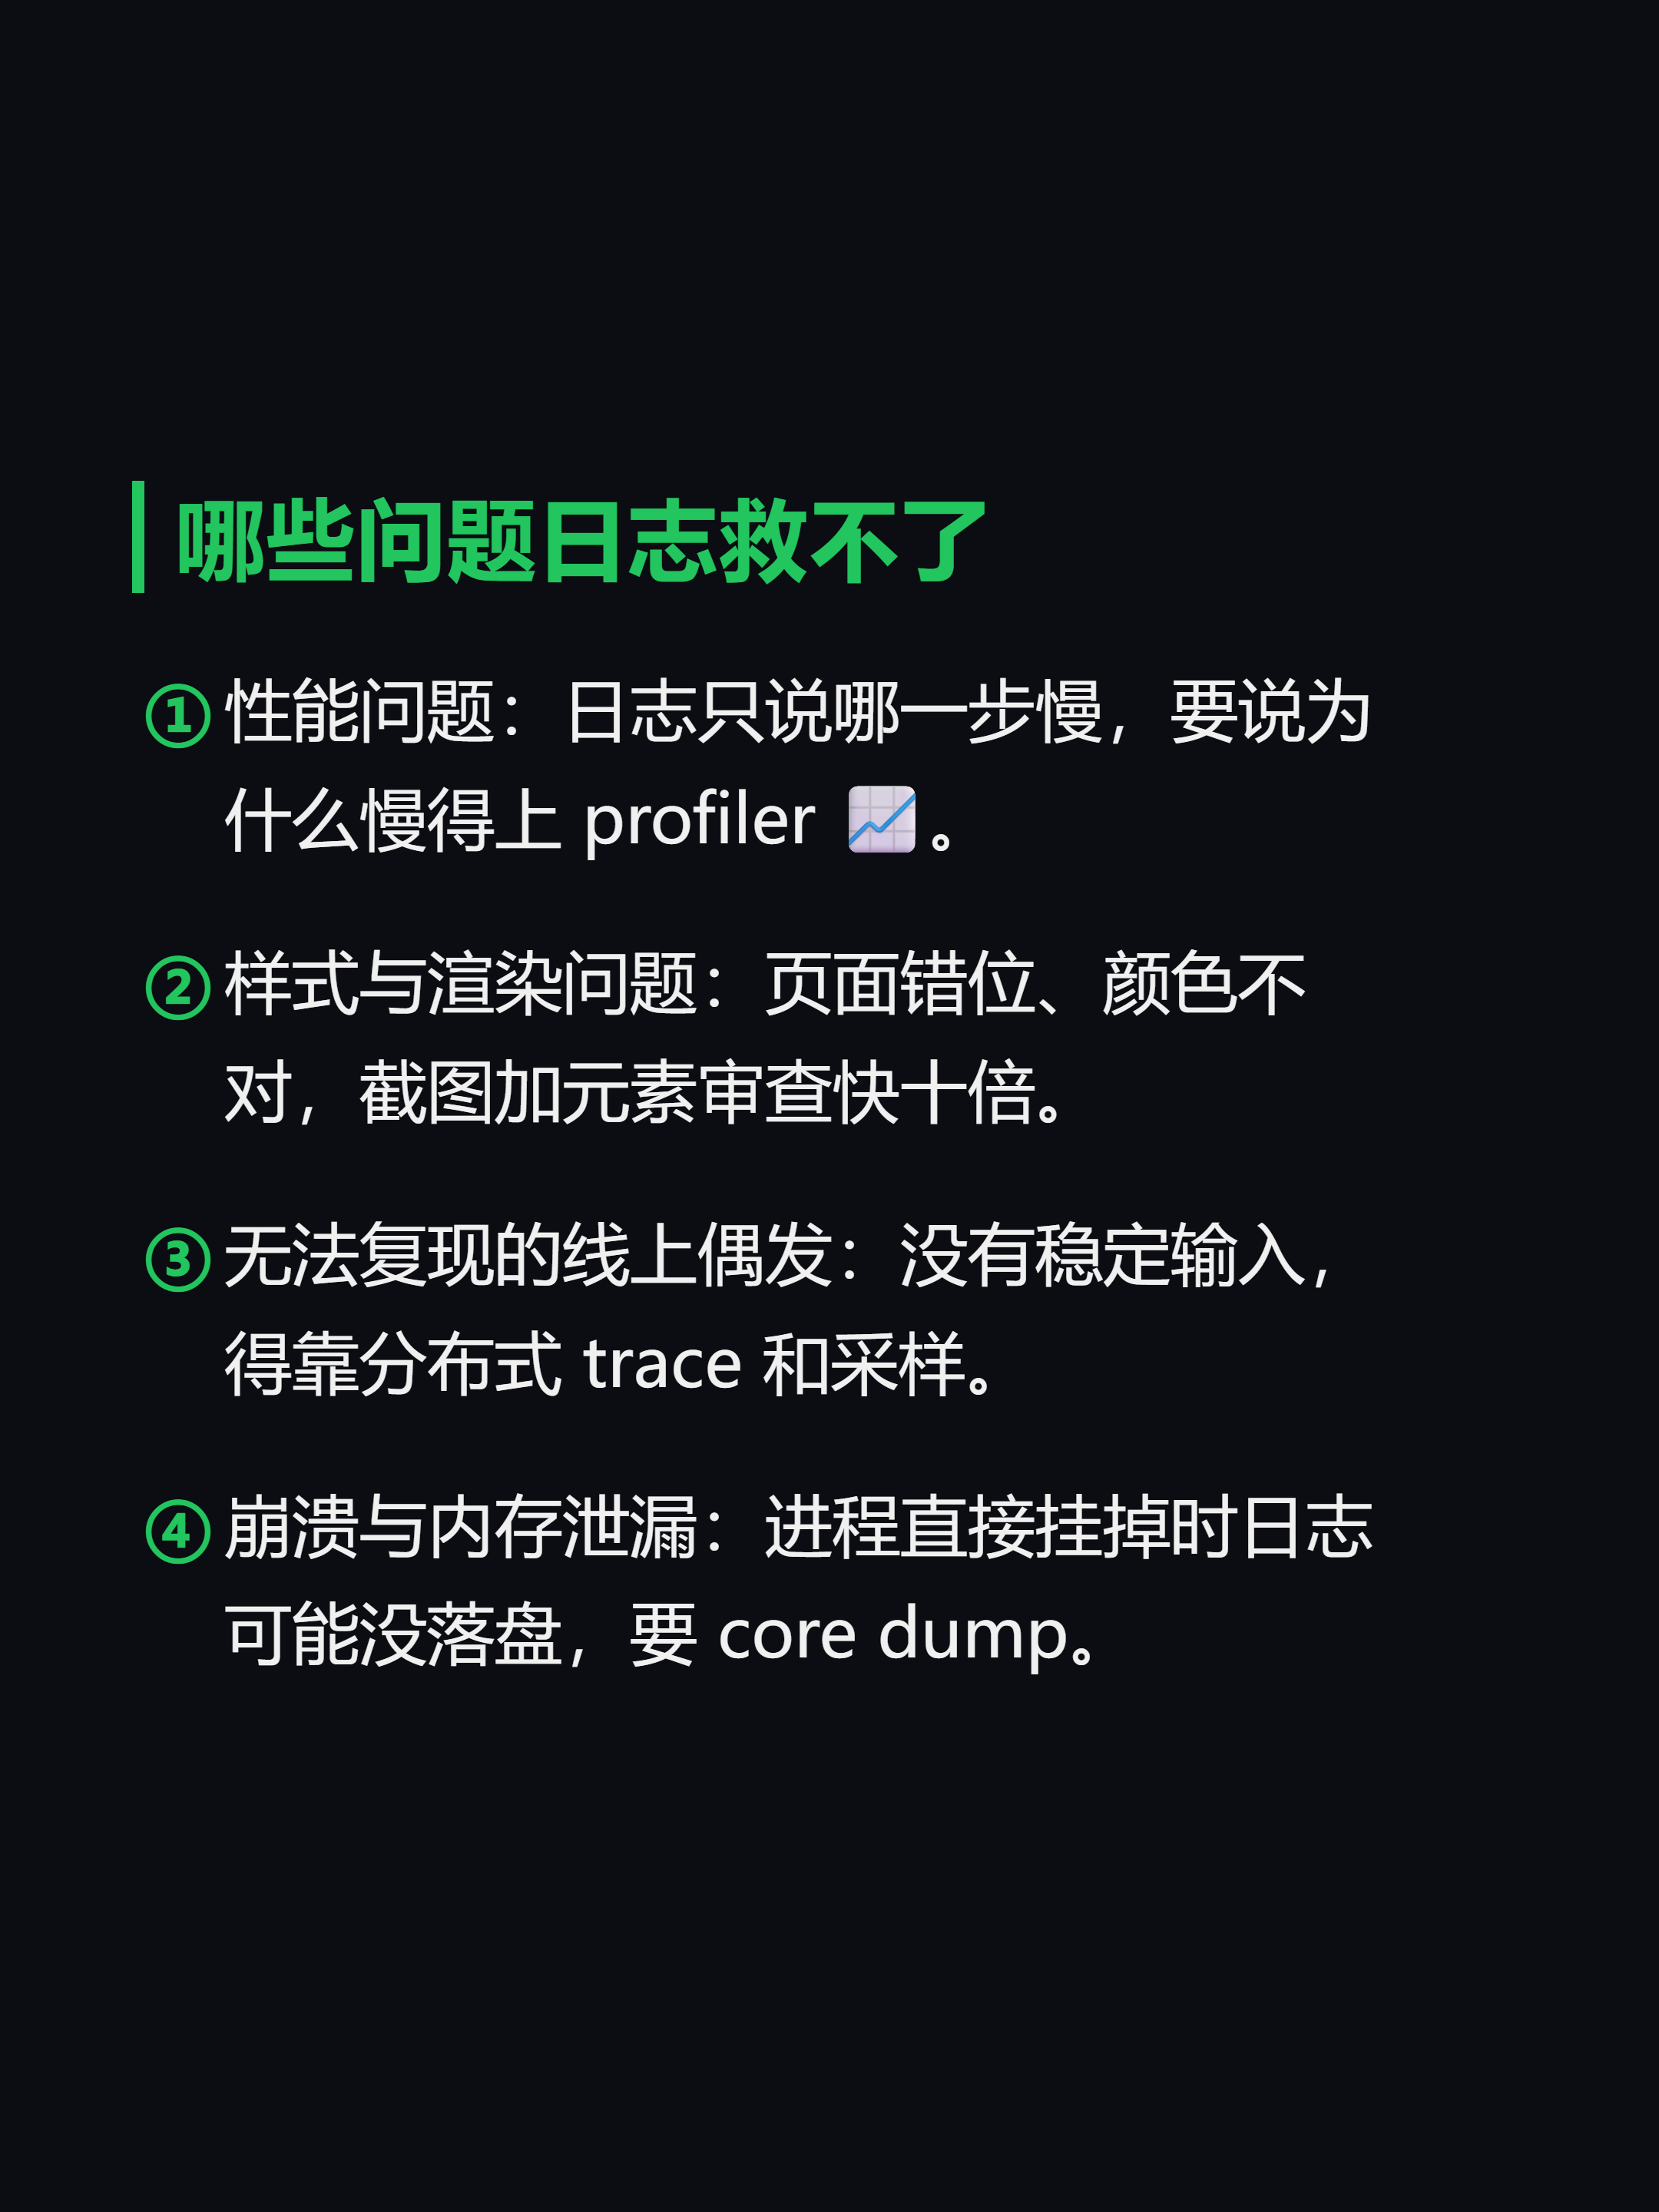 哪些问题日志救不了
① 性能问题：日志只说哪一步慢，要说为
什么慢得上 profiler 📈。
② 样式与渲染问题：页面错位、颜色不
对，截图加元素审查快十倍。
③ 无法复现的线上偶发：没有稳定输入，
得靠分布式 trace 和采样。
④ 崩溃与内存泄漏：进程直接挂掉时日志
可能没落盘，要 core dump。